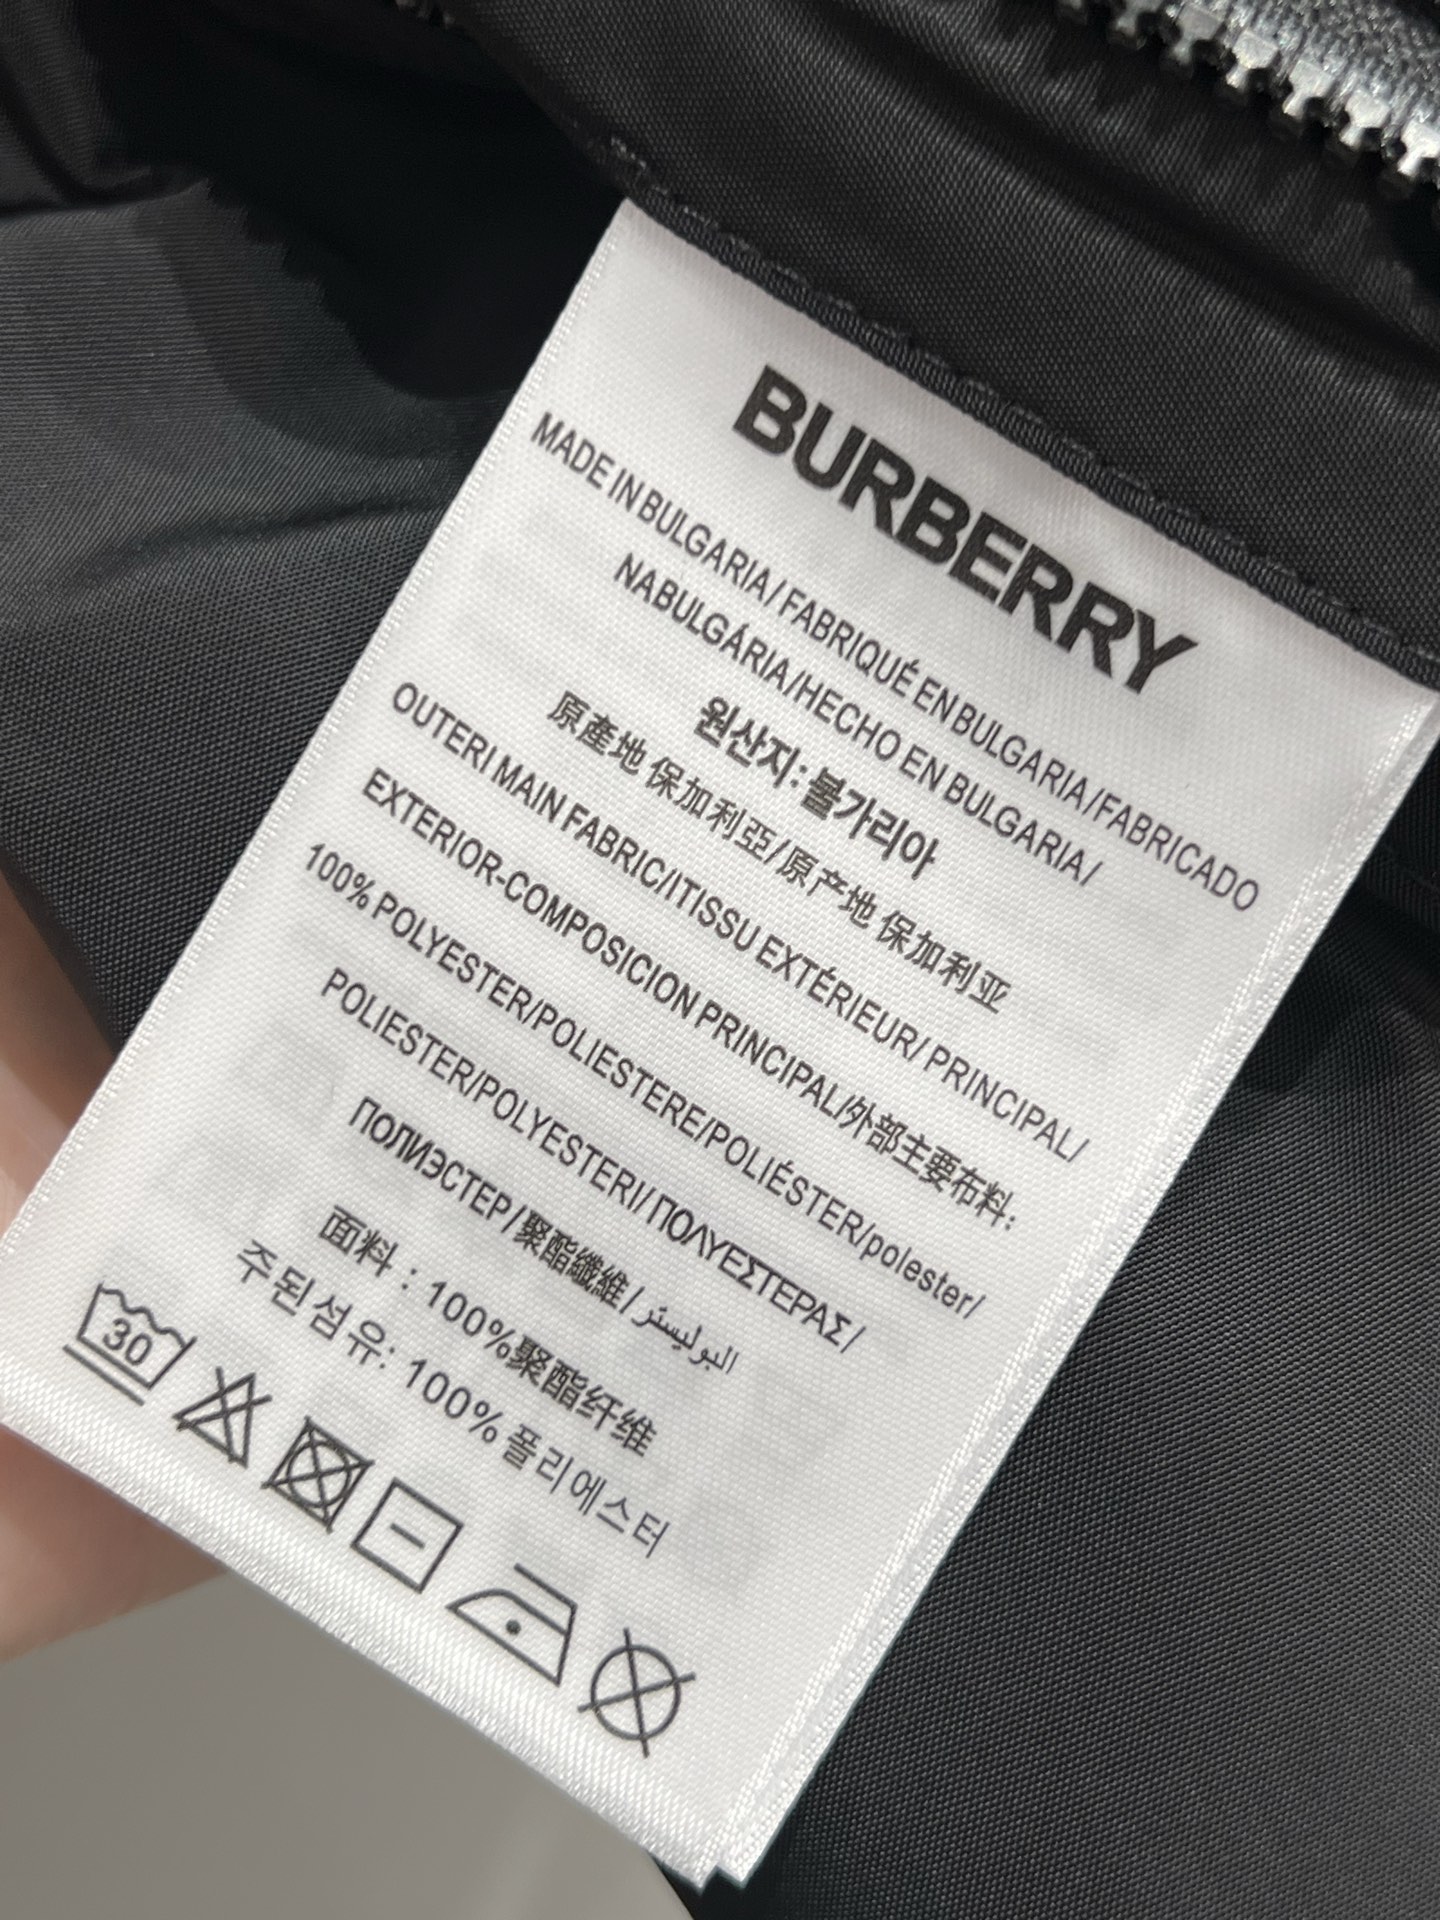 BURBERRY
MADE IN BULGARIA/ FABRIQUÉ EN BULGARIA/FABRICADO
NABULGÁRIA/HECHO EN BULGARIA/
원산지: 불가리아
原產地 保加利亞/原产地 保加利亚
OUTERI MAIN FABRIC/ITISSU EXTÉRIEUR/ PRINCIPAL/
EXTERIOR-COMPOSICION PRINCIPAL/外部主要布料:
100% POLYESTER/POLIESTERE/POLIÉSTER/polester/
POLIESTER/POLYESTERI/ ΠΟΛΥΕΣΤΕΡΑΣ/
ПОЛИЭСТЕР/聚酯纖維/البوليستر
面料：100%聚酯纤维
주된섬유: 100% 폴리에스터
30